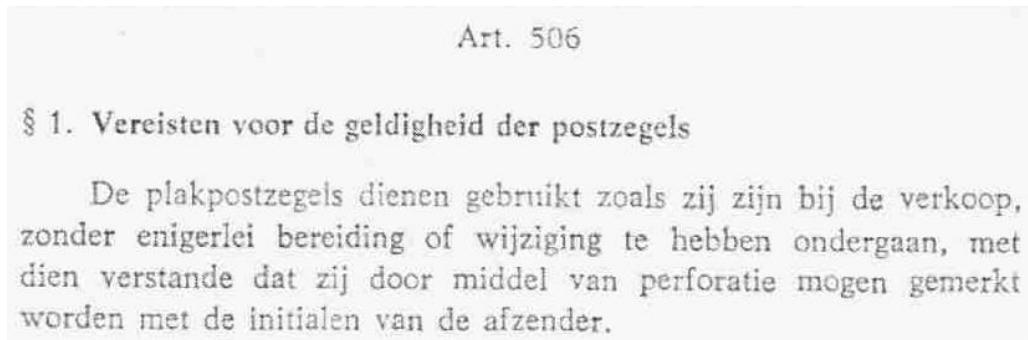 Art. 506
§ 1. Vereisten voor de geldigheid der postzegels
De plakpostzegels dienen gebruikt zoals zij zijn bij de verkoop,
zonder enigerlei bereiding of wijziging te hebben ondergaan, met
dien verstande dat zij door middel van perforatie mogen gemerkt
worden met de initialen van de afzender.